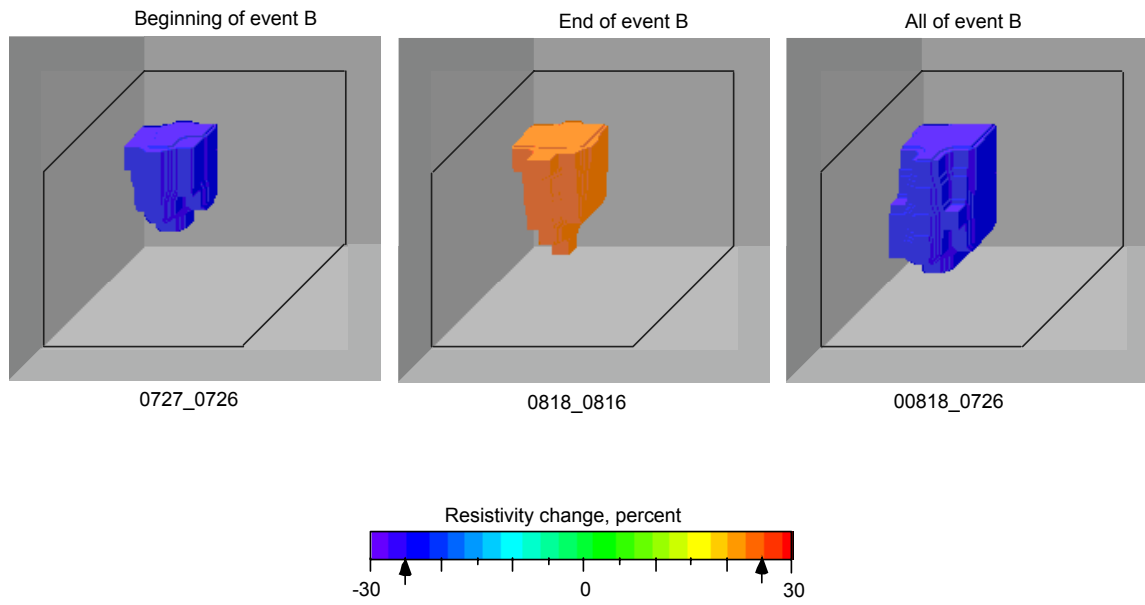 Beginning of event B
End of event B
All of event B
0727_0726
0818_0816
00818_0726
Resistivity change, percent
-30
0
30